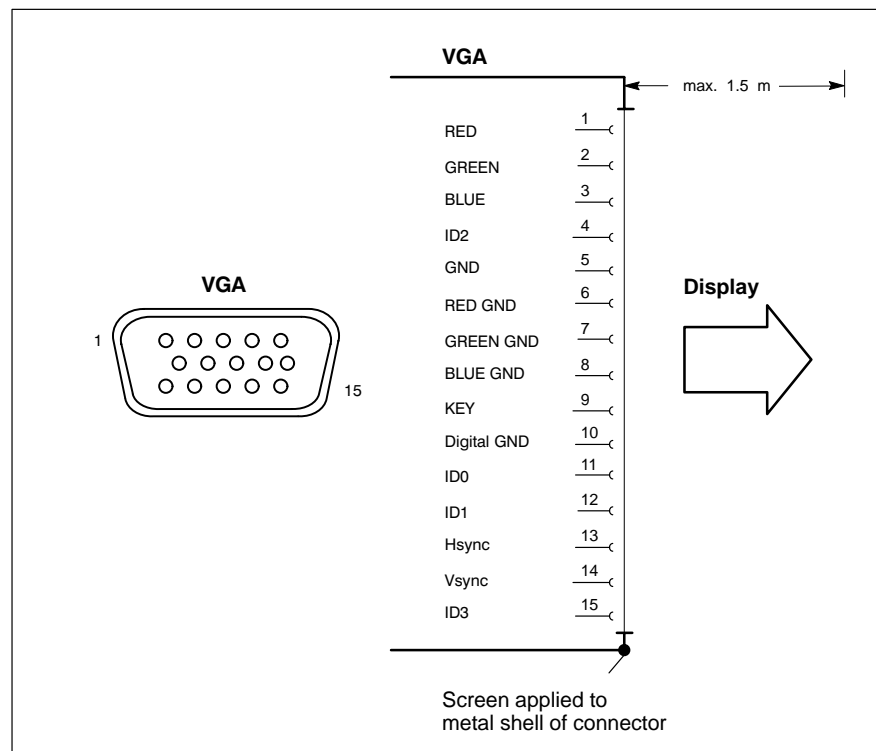 VGA
max. 1.5 m
RED 1
GREEN 2
BLUE 3
ID2 4
GND 5
RED GND 6
GREEN GND 7
BLUE GND 8
KEY 9
Digital GND 10
ID0 11
ID1 12
Hsync 13
Vsync 14
ID3 15
VGA
1
15
Display
Screen applied to
metal shell of connector